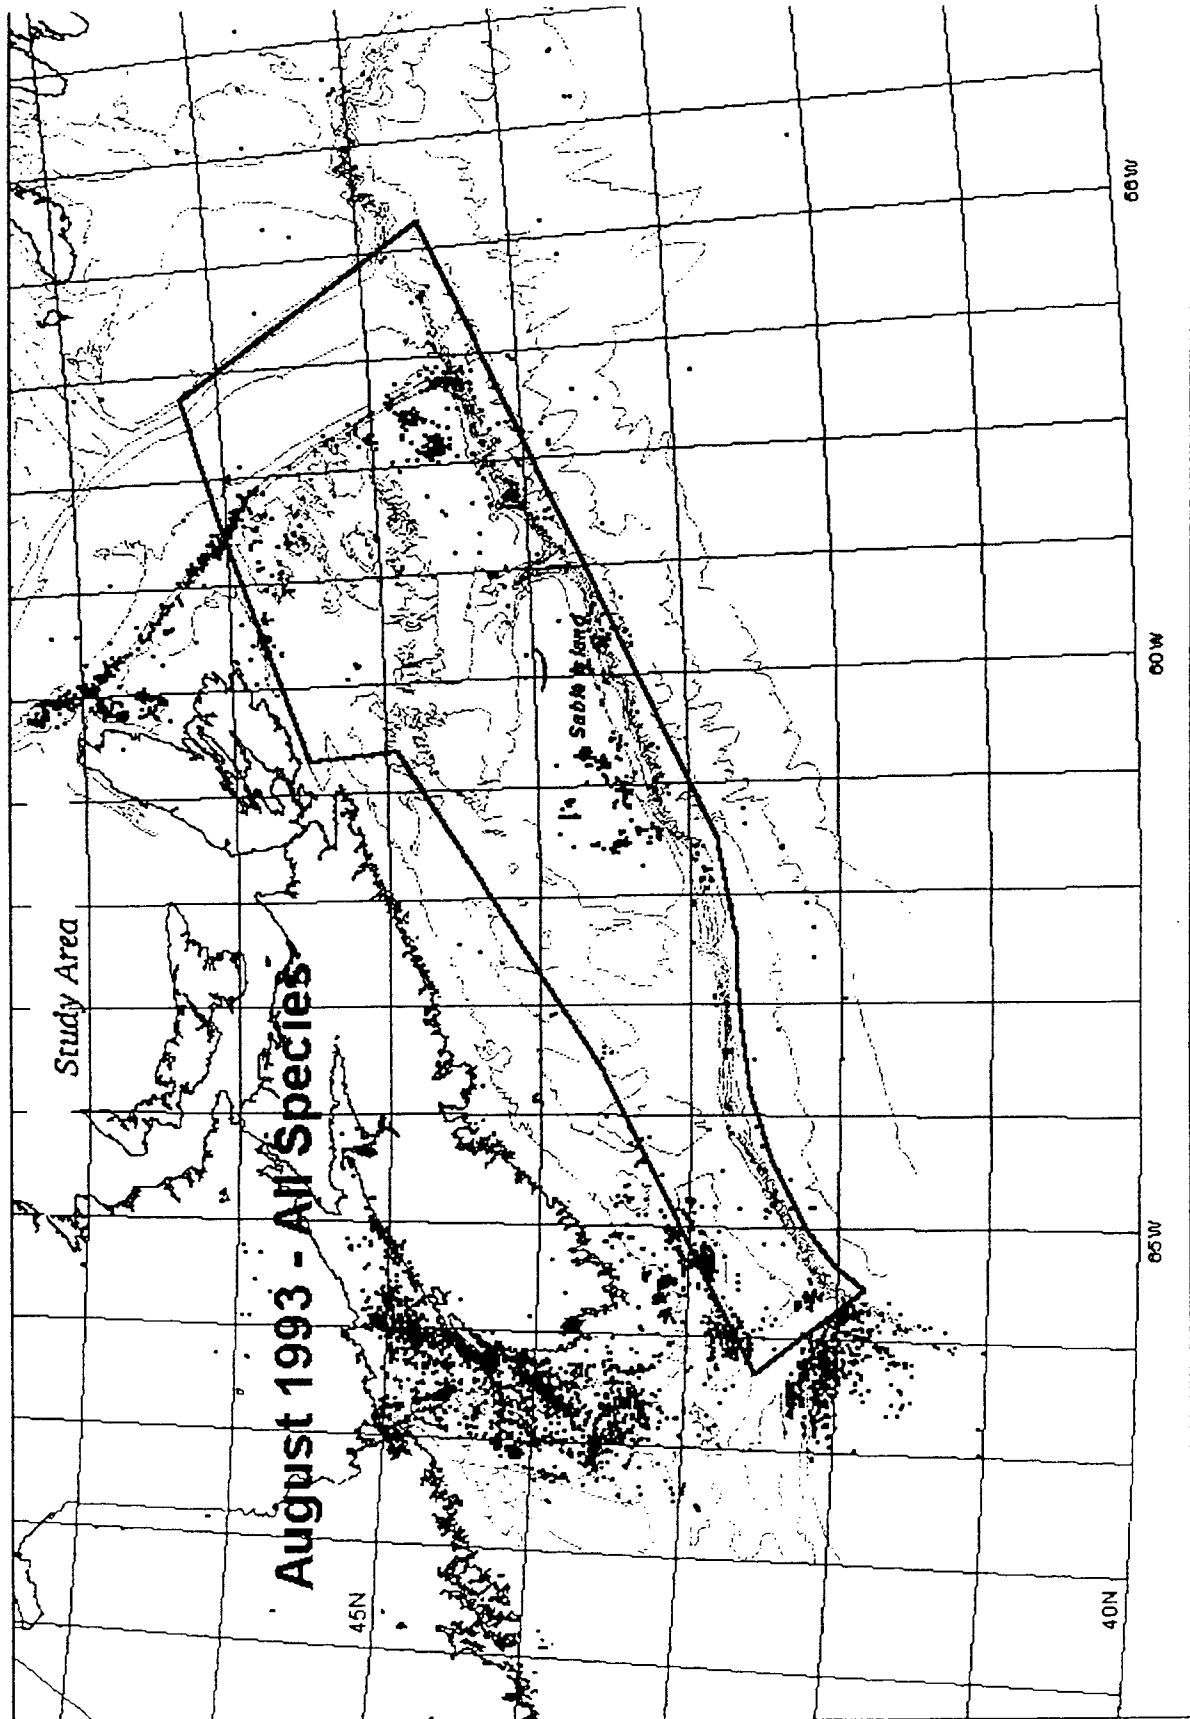 Study Area
August 1993 - All Species
Sable Island
45N
40N
65W
60W
55W